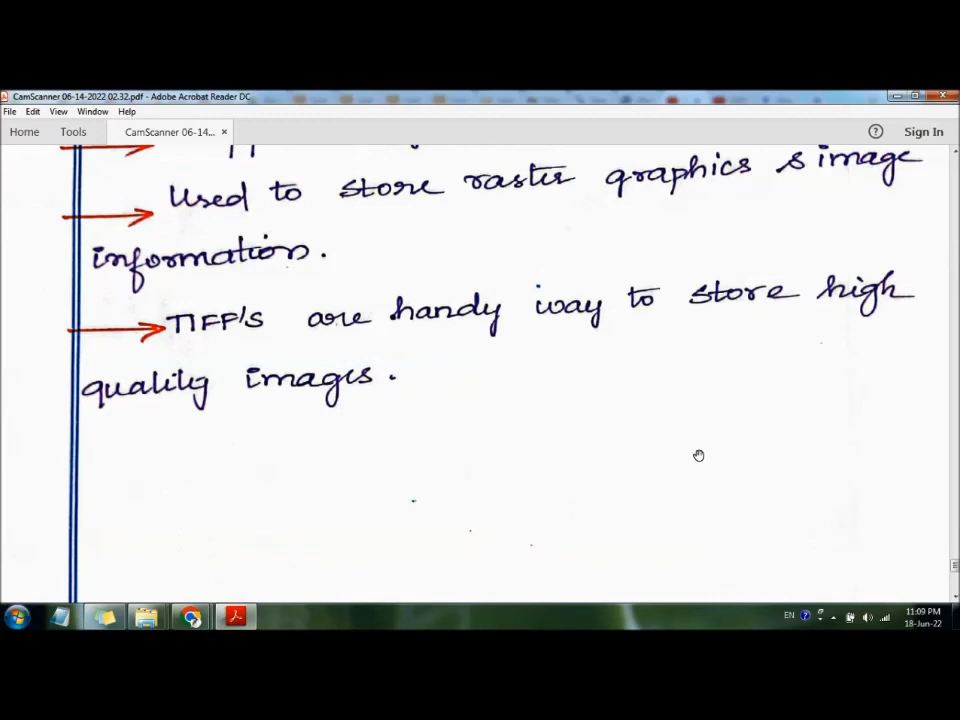 CamScanner 06-14-2022 02.32.pdf - Adobe Acrobat Reader DC
File Edit View Window Help
Home Tools CamScanner 06-14... × ? Sign In
Used to store raster graphics & image
information.
TIFF'S are handy way to store high
quality images.
EN ? 11:09 PM
18-Jun-22